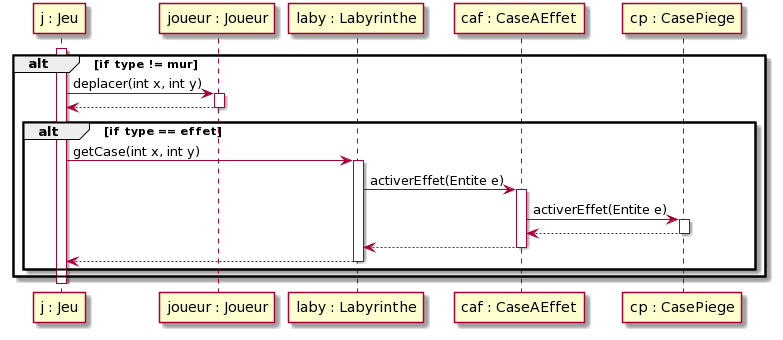 j : Jeu
joueur : Joueur
laby : Labyrinthe
caf : CaseAEffet
cp : CasePiege
alt
[if type != mur]
deplacer(int x, int y)
alt
[if type == effet]
getCase(int x, int y)
activerEffet(Entite e)
activerEffet(Entite e)
j : Jeu
joueur : Joueur
laby : Labyrinthe
caf : CaseAEffet
cp : CasePiege